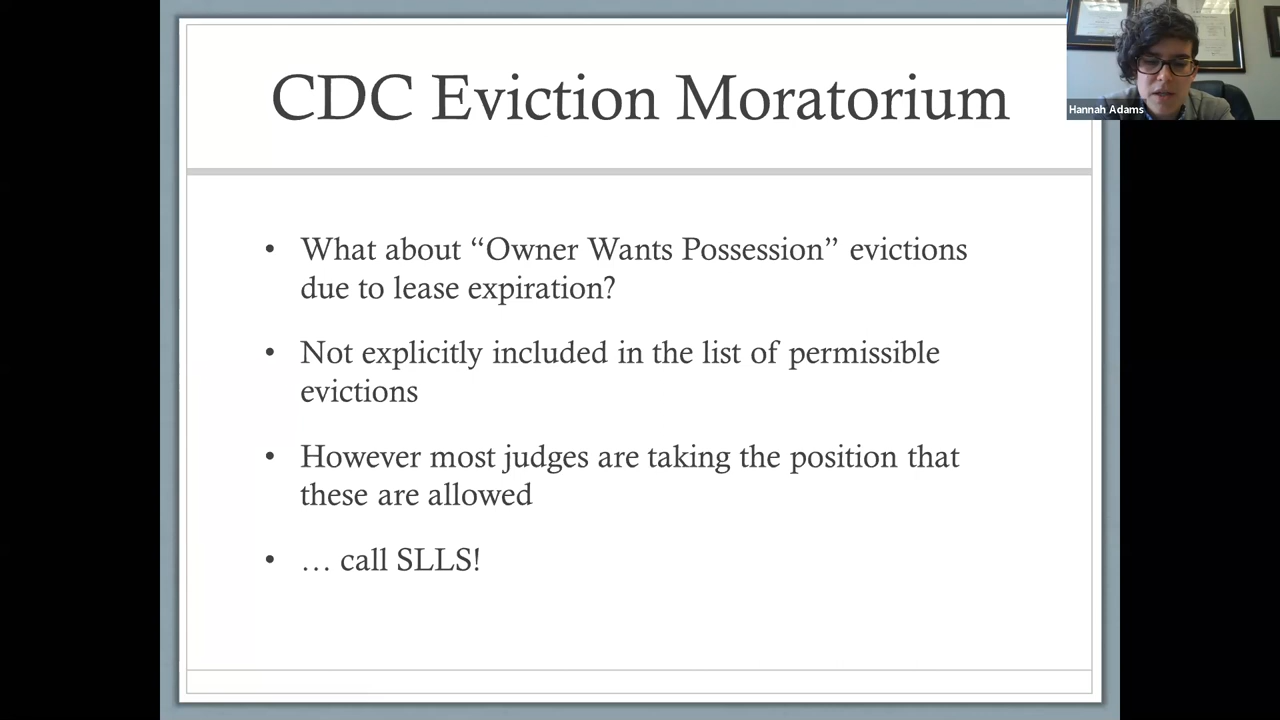 CDC Eviction Moratorium
Hannah Adams
• What about “Owner Wants Possession” evictions
due to lease expiration?
• Not explicitly included in the list of permissible
evictions
• However most judges are taking the position that
these are allowed
• … call SLLS!